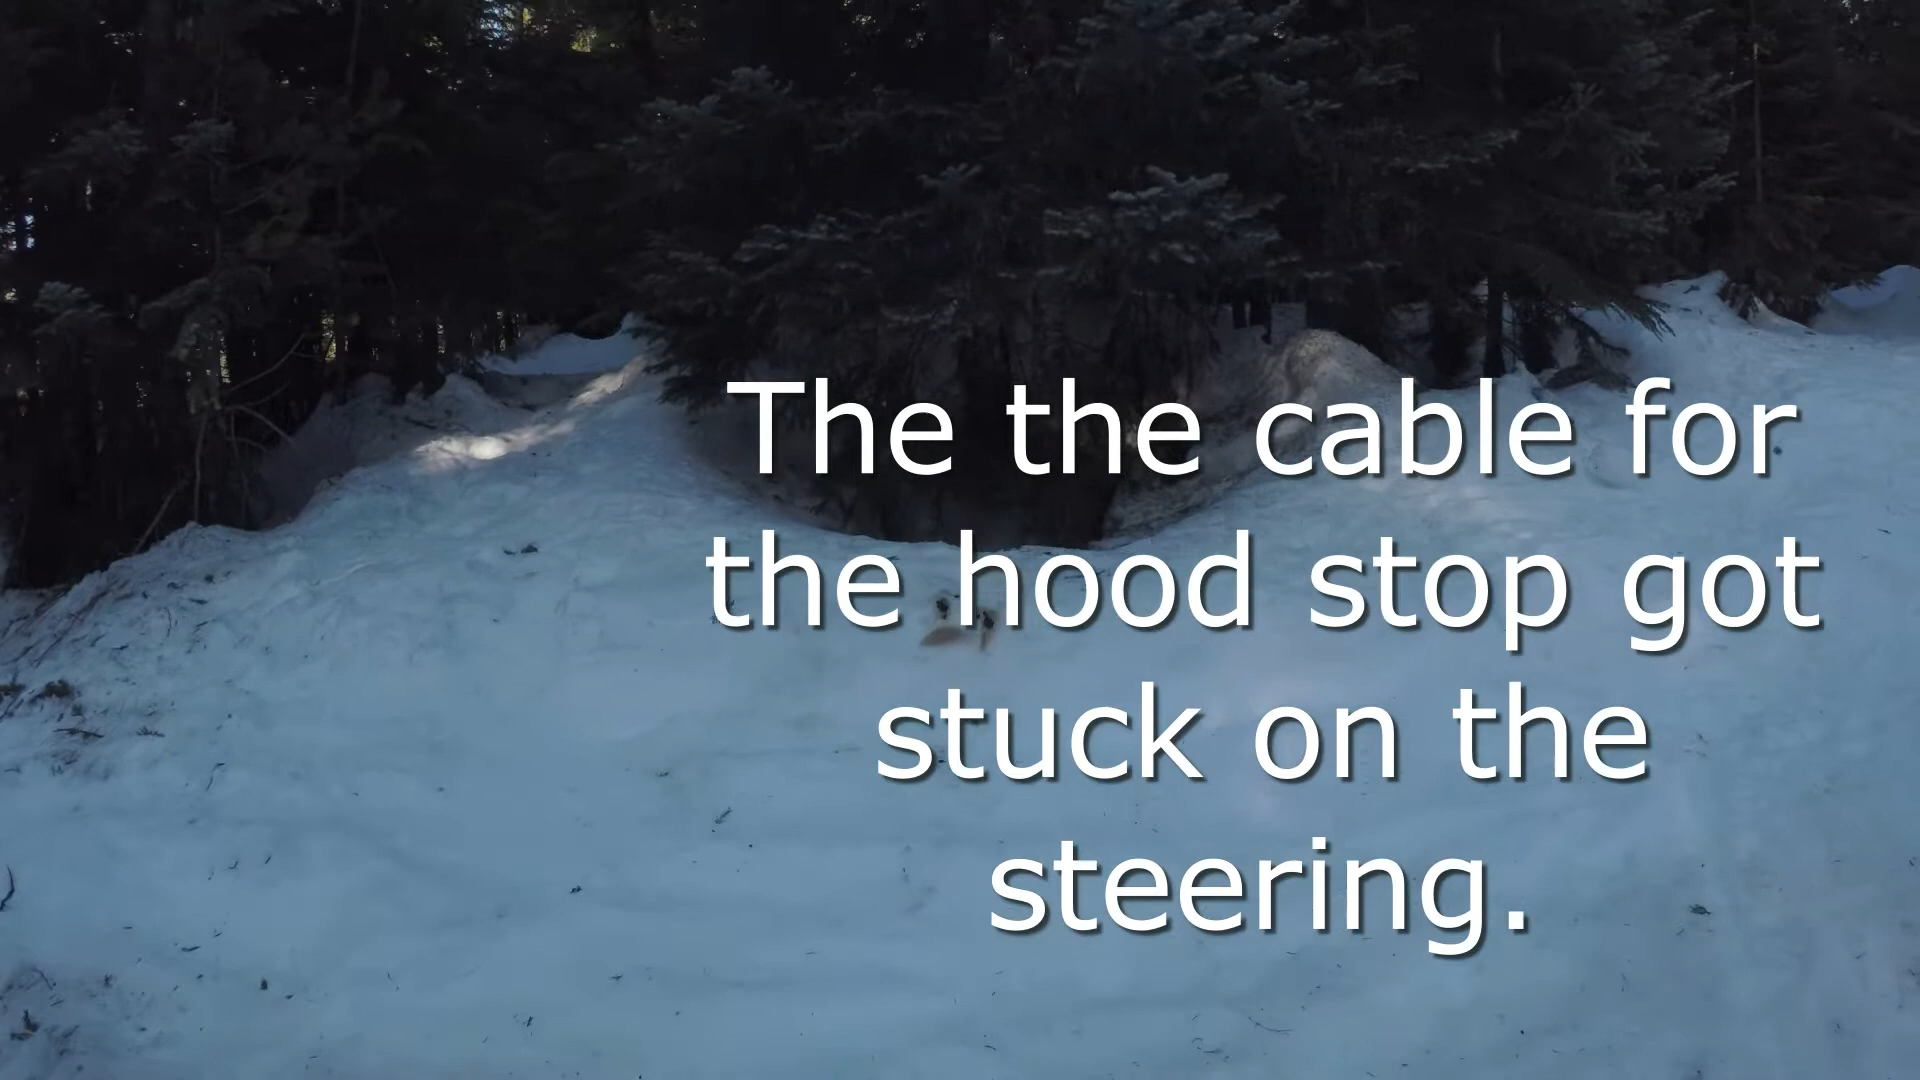 The the cable for
the hood stop got
stuck on the
steering.